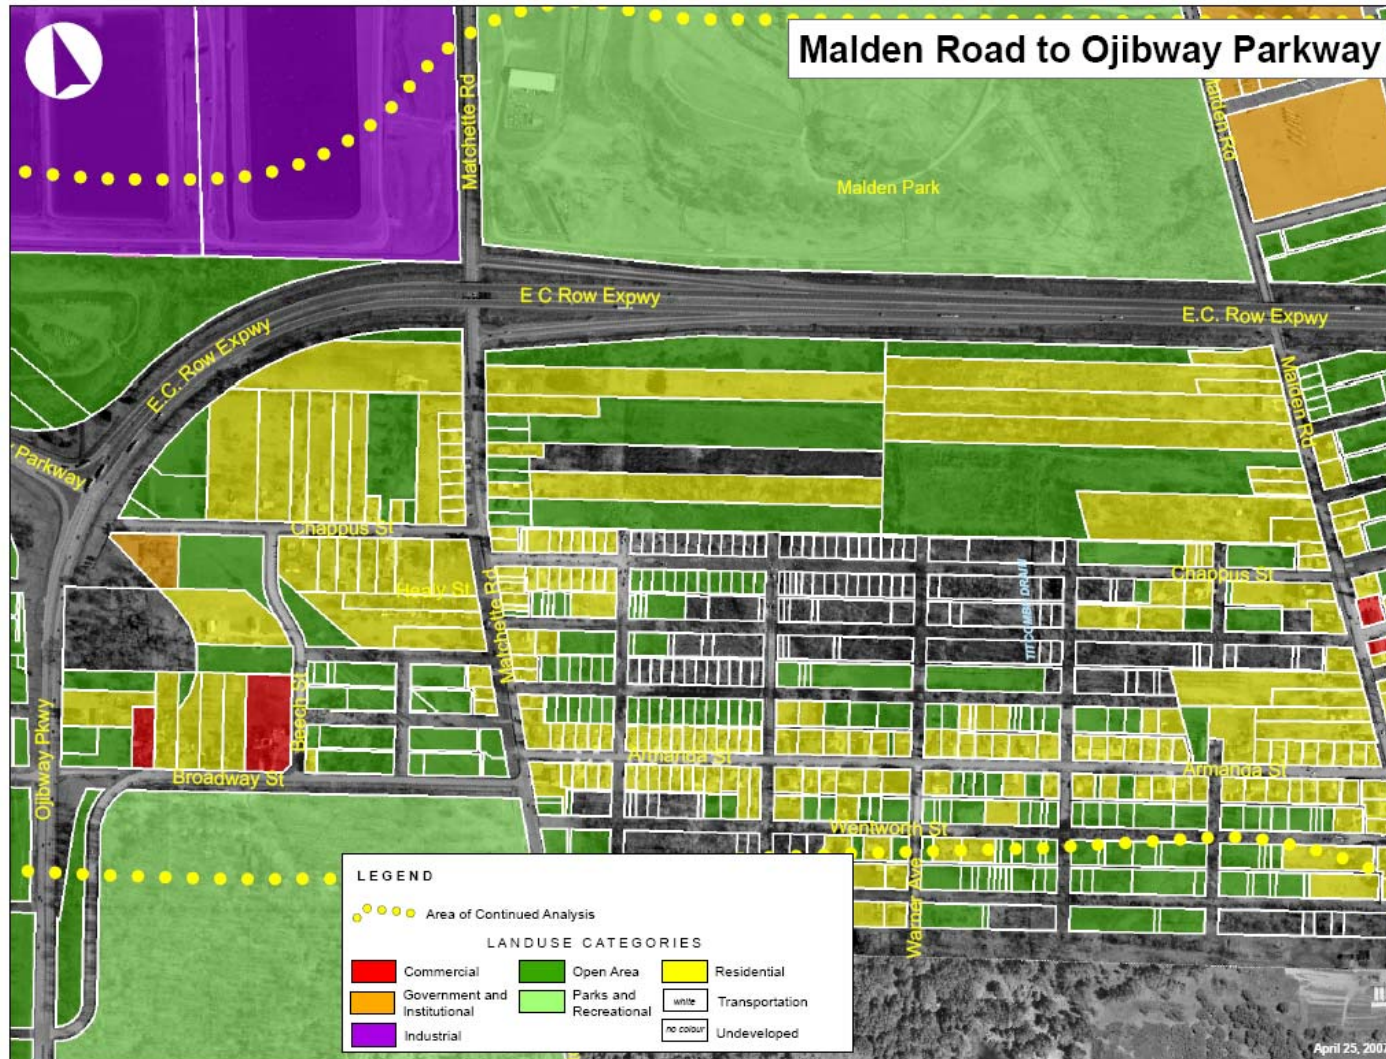 Malden Road to Ojibway Parkway
Matchette Rd
Malden Rd
Malden Park
E C Row Expwy
E.C. Row Expwy
E.C. Row Expwy
Malden Rd
Parkway
Chappus St
Healy St
Matchette Rd
TITCOMBE DRAIN
Chappus St
Beech St
Ojibway Pkwy
Broadway St
Armanda St
Armanda St
Wentworth St
Warner Ave
LEGEND
Area of Continued Analysis
LANDUSE CATEGORIES
Commercial
Open Area
Residential
Government and
Institutional
Parks and
Recreational
white
Transportation
Industrial
no colour
Undeveloped
April 25, 2007